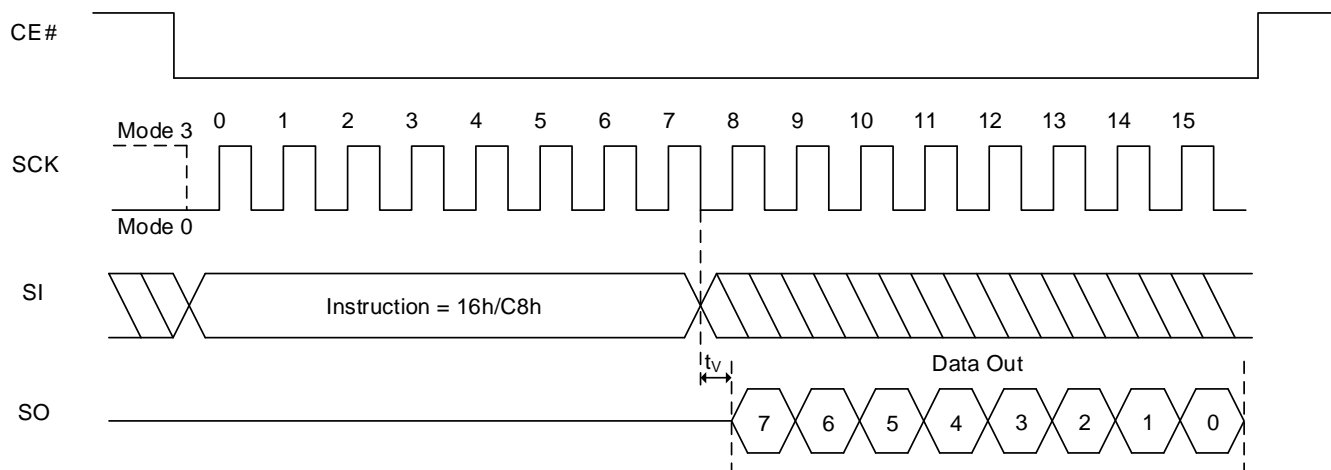 CE#
0 1 2 3 4 5 6 7 8 9 10 11 12 13 14 15
Mode 3
SCK
Mode 0
SI
Instruction = 16h/C8h
tV
Data Out
SO
7 6 5 4 3 2 1 0